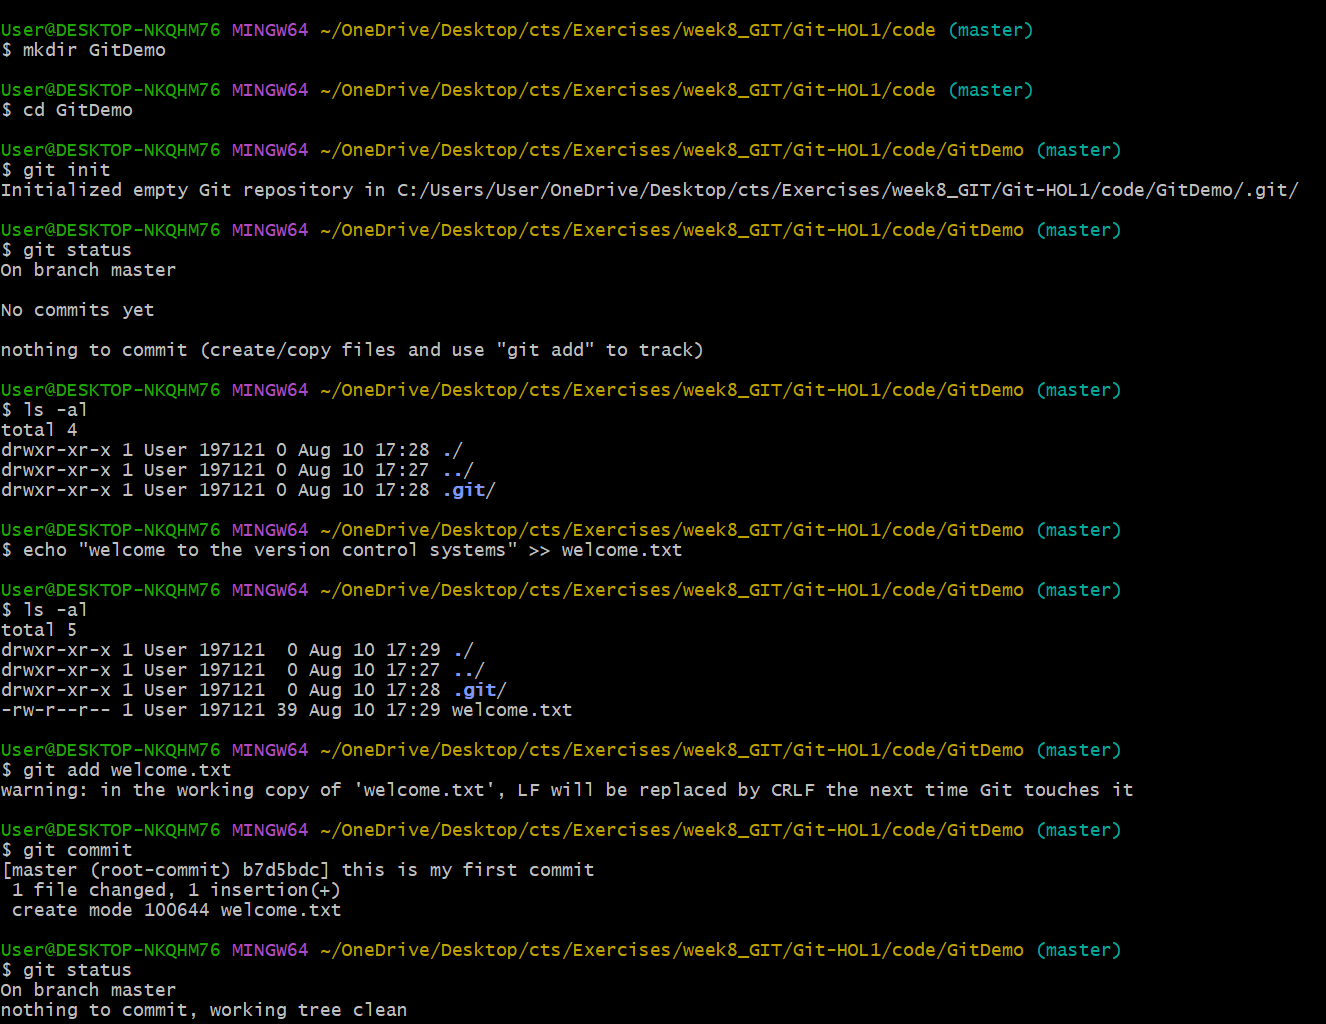 User@DESKTOP-NKQHM76 MINGW64 ~/OneDrive/Desktop/cts/Exercises/week8_GIT/Git-HOL1/code (master)
$ mkdir GitDemo
User@DESKTOP-NKQHM76 MINGW64 ~/OneDrive/Desktop/cts/Exercises/week8_GIT/Git-HOL1/code (master)
$ cd GitDemo
User@DESKTOP-NKQHM76 MINGW64 ~/OneDrive/Desktop/cts/Exercises/week8_GIT/Git-HOL1/code/GitDemo (master)
$ git init
Initialized empty Git repository in C:/Users/User/OneDrive/Desktop/cts/Exercises/week8_GIT/Git-HOL1/code/GitDemo/.git/
User@DESKTOP-NKQHM76 MINGW64 ~/OneDrive/Desktop/cts/Exercises/week8_GIT/Git-HOL1/code/GitDemo (master)
$ git status
On branch master
No commits yet
nothing to commit (create/copy files and use "git add" to track)
User@DESKTOP-NKQHM76 MINGW64 ~/OneDrive/Desktop/cts/Exercises/week8_GIT/Git-HOL1/code/GitDemo (master)
$ ls -al
total 4
drwxr-xr-x 1 User 197121 0 Aug 10 17:28 ./
drwxr-xr-x 1 User 197121 0 Aug 10 17:27 ../
drwxr-xr-x 1 User 197121 0 Aug 10 17:28 .git/
User@DESKTOP-NKQHM76 MINGW64 ~/OneDrive/Desktop/cts/Exercises/week8_GIT/Git-HOL1/code/GitDemo (master)
$ echo "welcome to the version control systems" >> welcome.txt
User@DESKTOP-NKQHM76 MINGW64 ~/OneDrive/Desktop/cts/Exercises/week8_GIT/Git-HOL1/code/GitDemo (master)
$ ls -al
total 5
drwxr-xr-x 1 User 197121  0 Aug 10 17:29 ./
drwxr-xr-x 1 User 197121  0 Aug 10 17:27 ../
drwxr-xr-x 1 User 197121  0 Aug 10 17:28 .git/
-rw-r--r-- 1 User 197121 39 Aug 10 17:29 welcome.txt
User@DESKTOP-NKQHM76 MINGW64 ~/OneDrive/Desktop/cts/Exercises/week8_GIT/Git-HOL1/code/GitDemo (master)
$ git add welcome.txt
warning: in the working copy of 'welcome.txt', LF will be replaced by CRLF the next time Git touches it
User@DESKTOP-NKQHM76 MINGW64 ~/OneDrive/Desktop/cts/Exercises/week8_GIT/Git-HOL1/code/GitDemo (master)
$ git commit
[master (root-commit) b7d5bdc] this is my first commit
 1 file changed, 1 insertion(+)
 create mode 100644 welcome.txt
User@DESKTOP-NKQHM76 MINGW64 ~/OneDrive/Desktop/cts/Exercises/week8_GIT/Git-HOL1/code/GitDemo (master)
$ git status
On branch master
nothing to commit, working tree clean